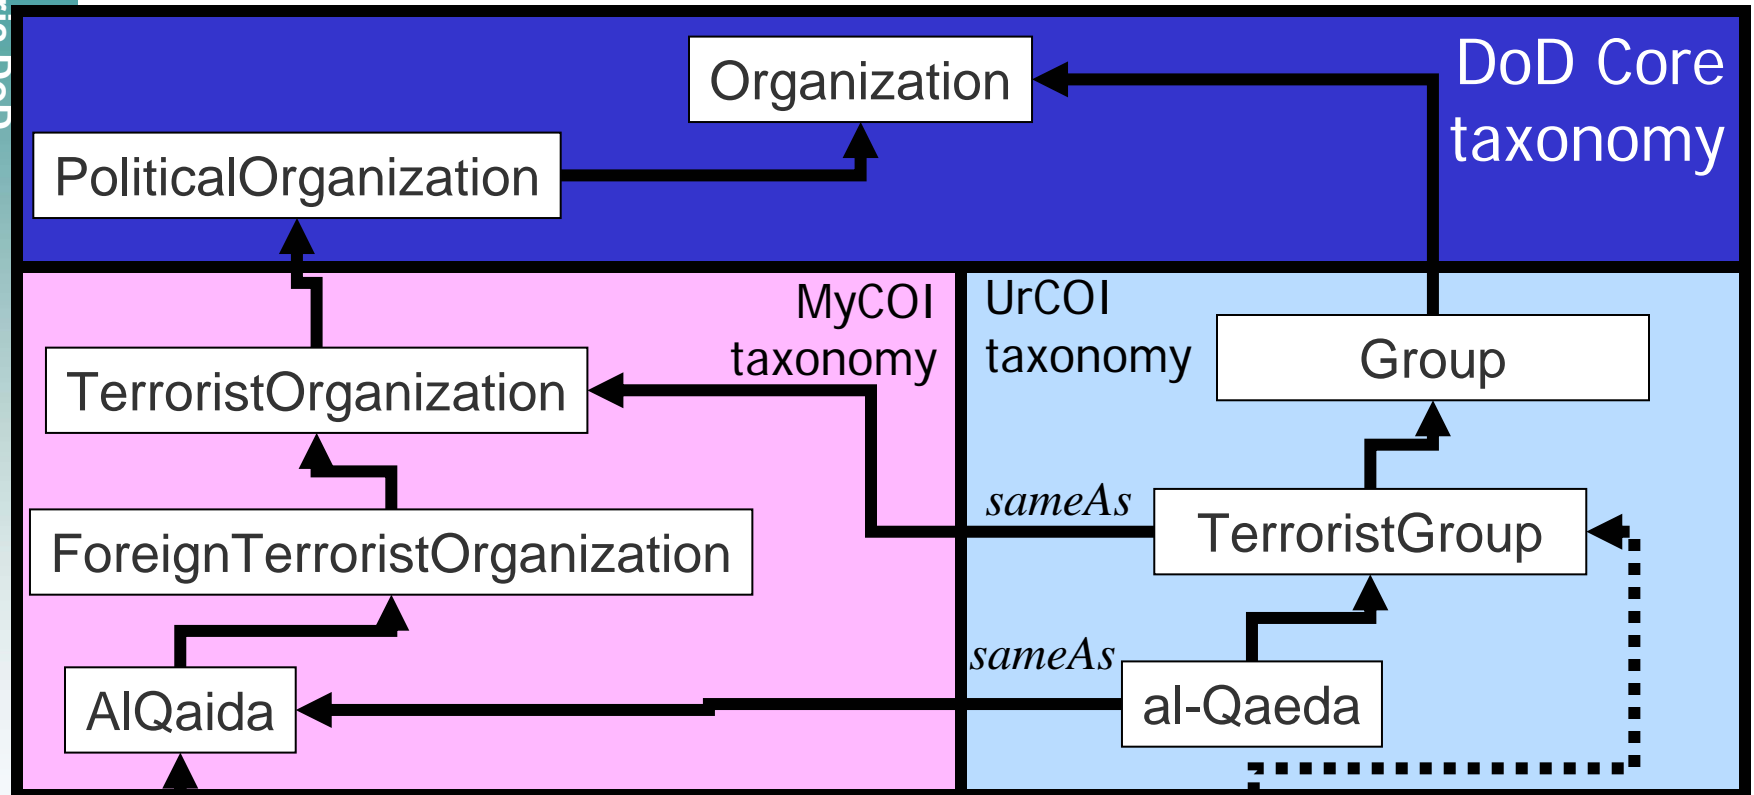 Organization
DoD Core
taxonomy
PoliticalOrganization
MyCOI
taxonomy
UrCOI
taxonomy
TerroristOrganization
Group
sameAs
ForeignTerroristOrganization
TerroristGroup
sameAs
AlQaida
al-Qaeda